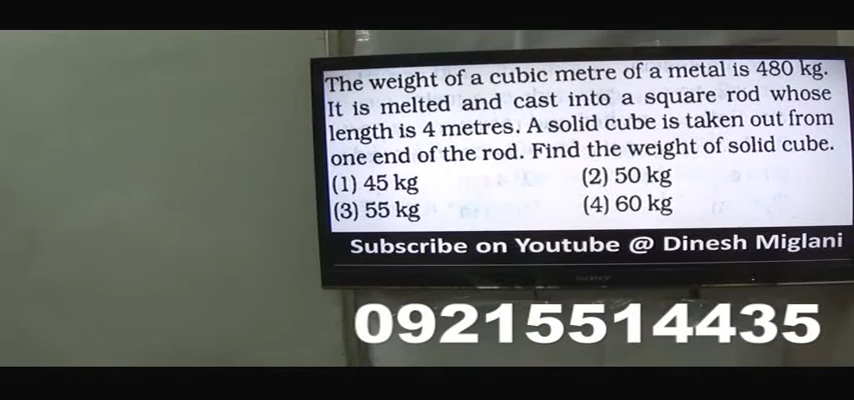 The weight of a cubic metre of a metal is 480 kg.
It is melted and cast into a square rod whose
length is 4 metres. A solid cube is taken out from
one end of the rod. Find the weight of solid cube.
(1) 45 kg (2) 50 kg
(3) 55 kg (4) 60 kg
Subscribe on Youtube @ Dinesh Miglani
SONY
09215514435